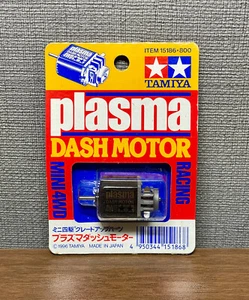 ITEM 15186・800
TAMIYA
plasma
DASH MOTOR
MINI 4WD
RACING
plasma
ミニ四駆グレードアップパーツ
プラズマダッシュモーター
© 1996 TAMIYA MADE IN JAPAN
4 950344 151868